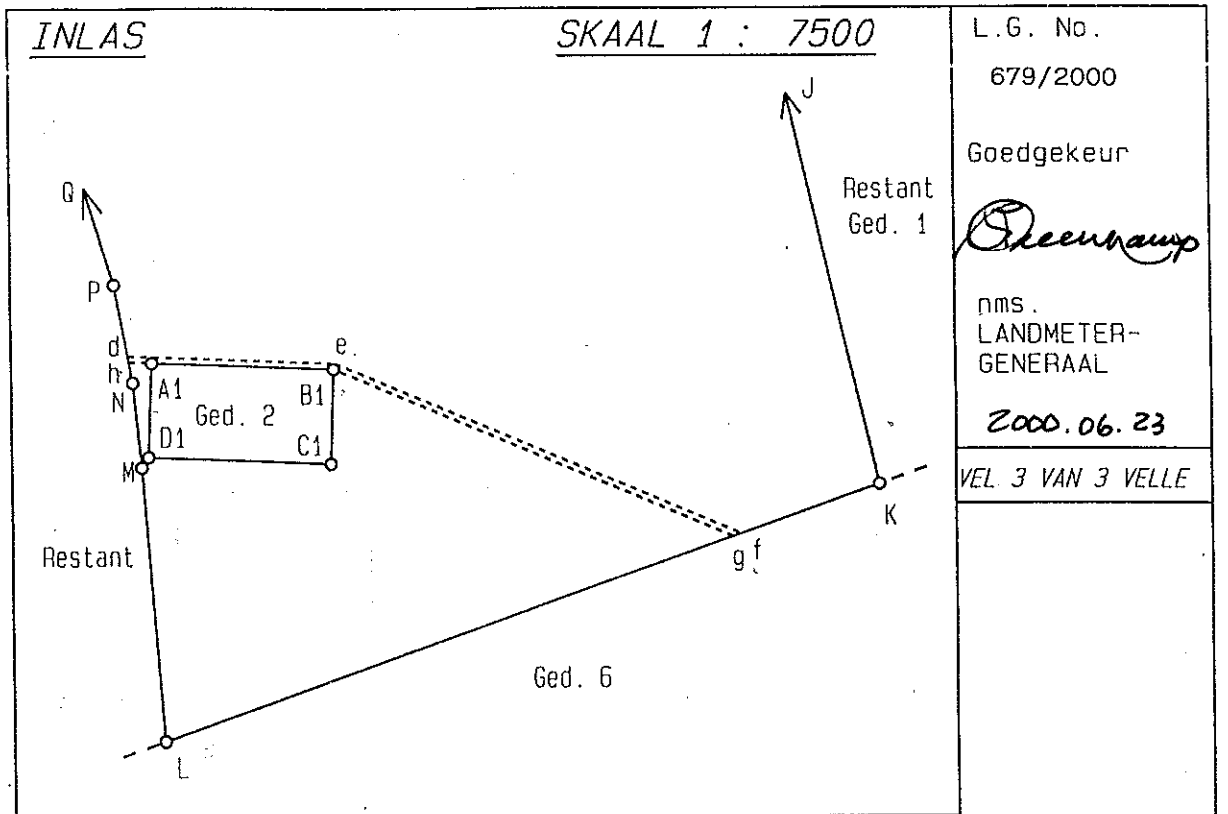 INLAS
SKAAL 1 : 7500
J
Restant
Ged. 1
Q
P
d
e.
h
N
A1
B1
Ged. 2
D1
C1
M
K
Restant
g f
Ged. 6
L
L.G. No.
679/2000
Goedgekeur
nms.
LANDMETER-
GENERAAL
2000.06.23
VEL 3 VAN 3 VELLE